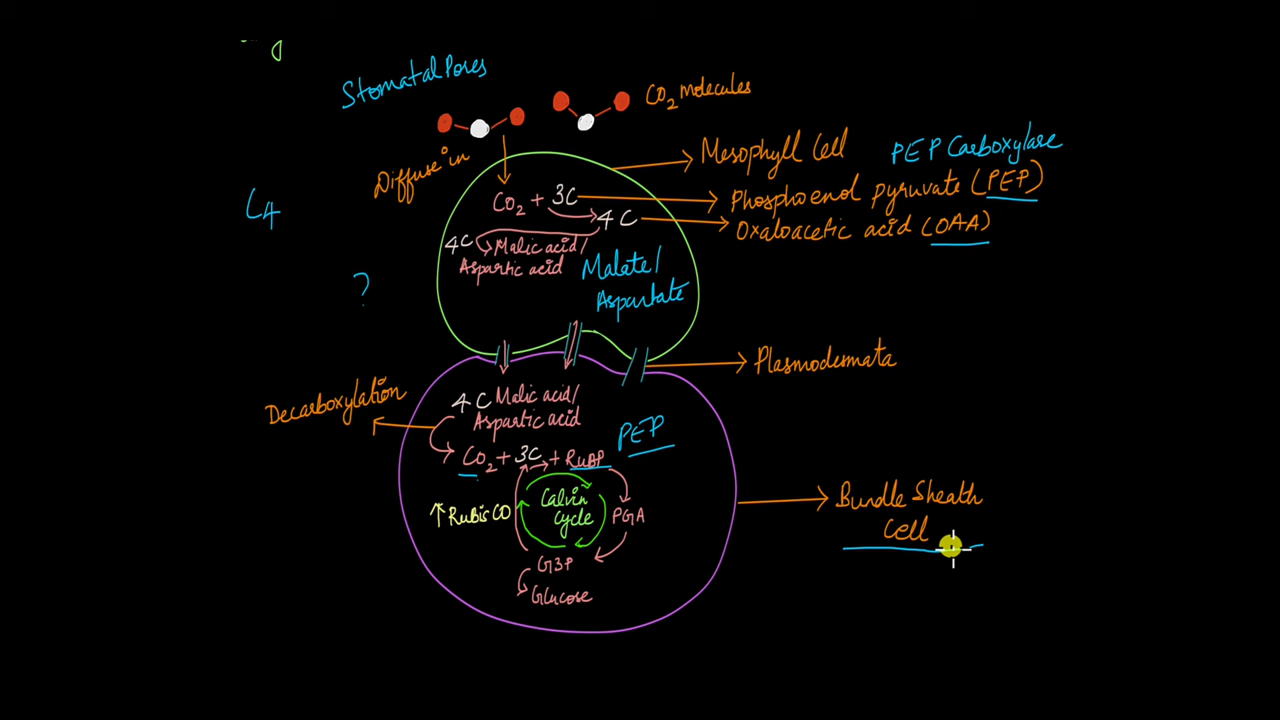 Stomatal Pores
CO2 molecules
Diffuse in
Mesophyll Cell
PEP Carboxylase
CO2 + 3C
Phosphoenol pyruvate (PEP)
C4
4C
Oxaloacetic acid (OAA)
4C
Malic acid/
Aspartic acid
Malate/
Aspartate
?
Plasmodesmata
Decarboxylation
4C Malic acid/
Aspartic acid
PEP
CO2 + 3C + RuBP
Bundle Sheath
Cell
↑RubisCO
Calvin
Cycle
PGA
G3P
Glucose